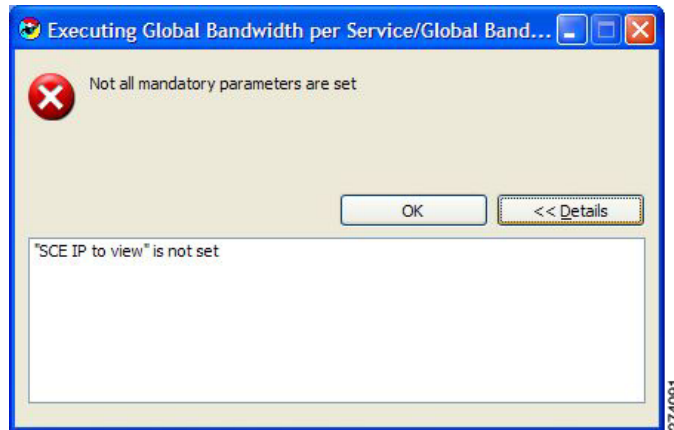 Executing Global Bandwidth per Service/Global Band...
Not all mandatory parameters are set
OK
<< Details
"SCE IP to view" is not set
274091